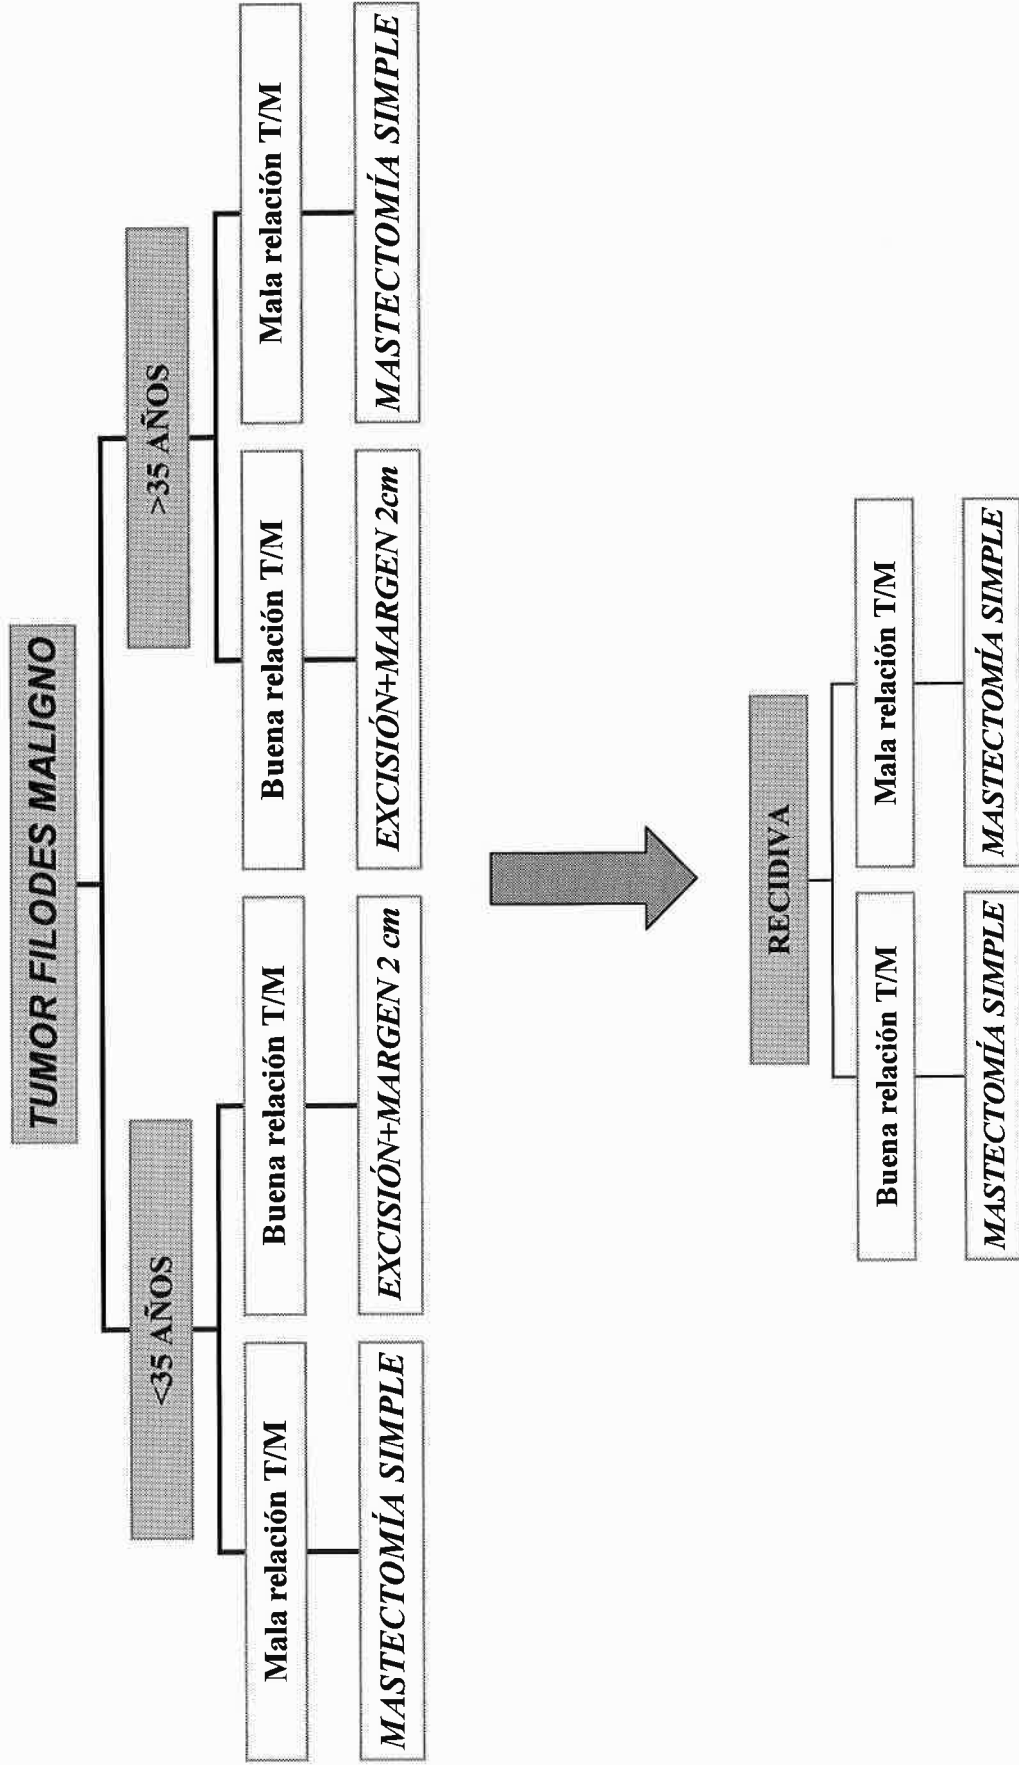 TUMOR FILODES MALIGNO
<35 AÑOS
>35 AÑOS
Mala relación T/M
Buena relación T/M
Buena relación T/M
Mala relación T/M
MASTECTOMÍA SIMPLE
EXCISIÓN+MARGEN 2 cm
EXCISIÓN+MARGEN 2cm
MASTECTOMÍA SIMPLE
RECIDIVA
Buena relación T/M
Mala relación T/M
MASTECTOMÍA SIMPLE
MASTECTOMÍA SIMPLE